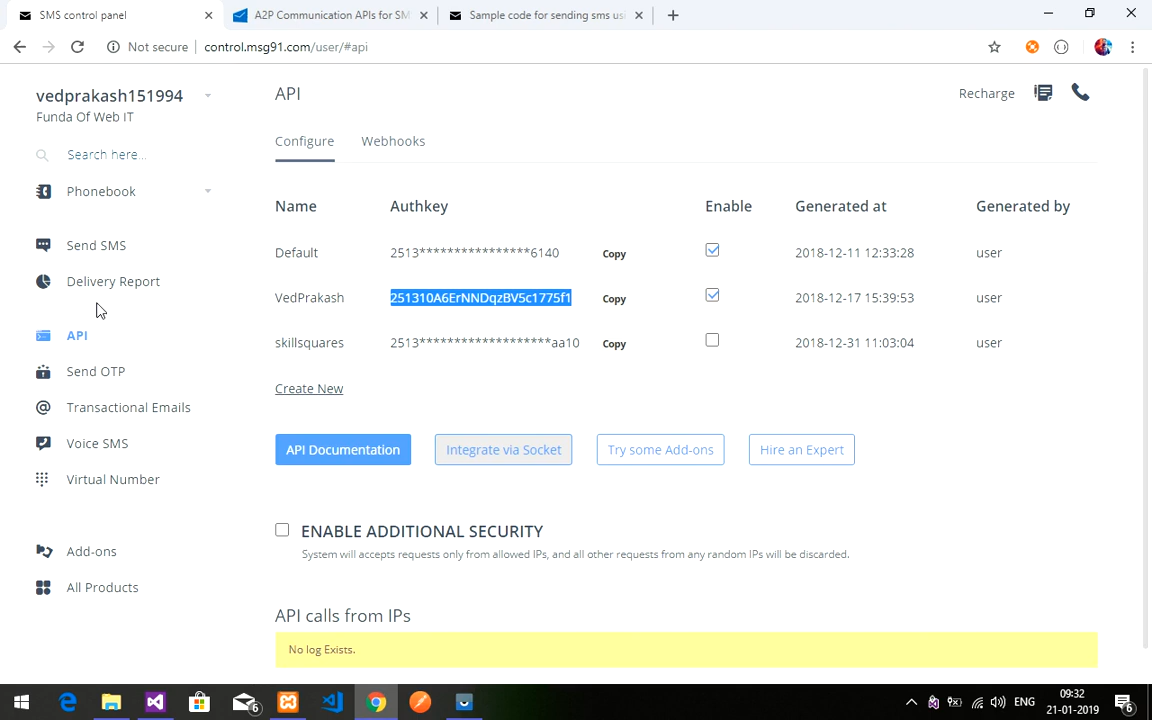 SMS control panel
A2P Communication APIs for SM
Sample code for sending sms usi
Not secure
control.msg91.com/user/#api
vedprakash151994
Funda Of Web IT
Search here...
Phonebook
Send SMS
Delivery Report
API
Send OTP
Transactional Emails
Voice SMS
Virtual Number
Add-ons
All Products
API
Recharge
Configure Webhooks
Name Authkey Enable Generated at Generated by
Default 2513****************6140 Copy 2018-12-11 12:33:28 user
VedPrakash 251310A6ErNNDqzBV5c1775f1 Copy 2018-12-17 15:39:53 user
skillsquares 2513*******************aa10 Copy 2018-12-31 11:03:04 user
Create New
API Documentation Integrate via Socket Try some Add-ons Hire an Expert
ENABLE ADDITIONAL SECURITY
System will accepts requests only from allowed IPs, and all other requests from any random IPs will be discarded.
API calls from IPs
No log Exists.
6
ENG
09:32
21-01-2019
6